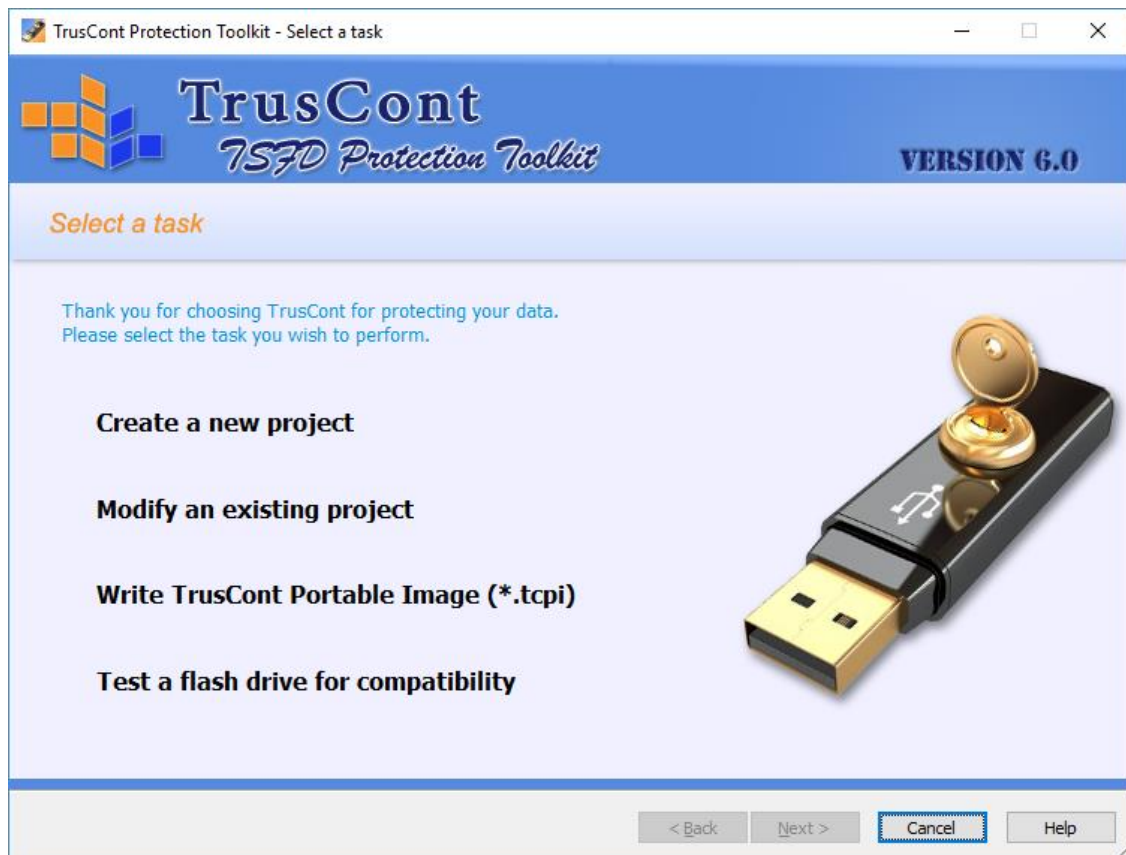 TrusCont Protection Toolkit - Select a task
TrusCont
TSFD Protection Toolkit
VERSION 6.0
Select a task
Thank you for choosing TrusCont for protecting your data.
Please select the task you wish to perform.
Create a new project
Modify an existing project
Write TrusCont Portable Image (*.tcpi)
Test a flash drive for compatibility
< Back Next > Cancel Help